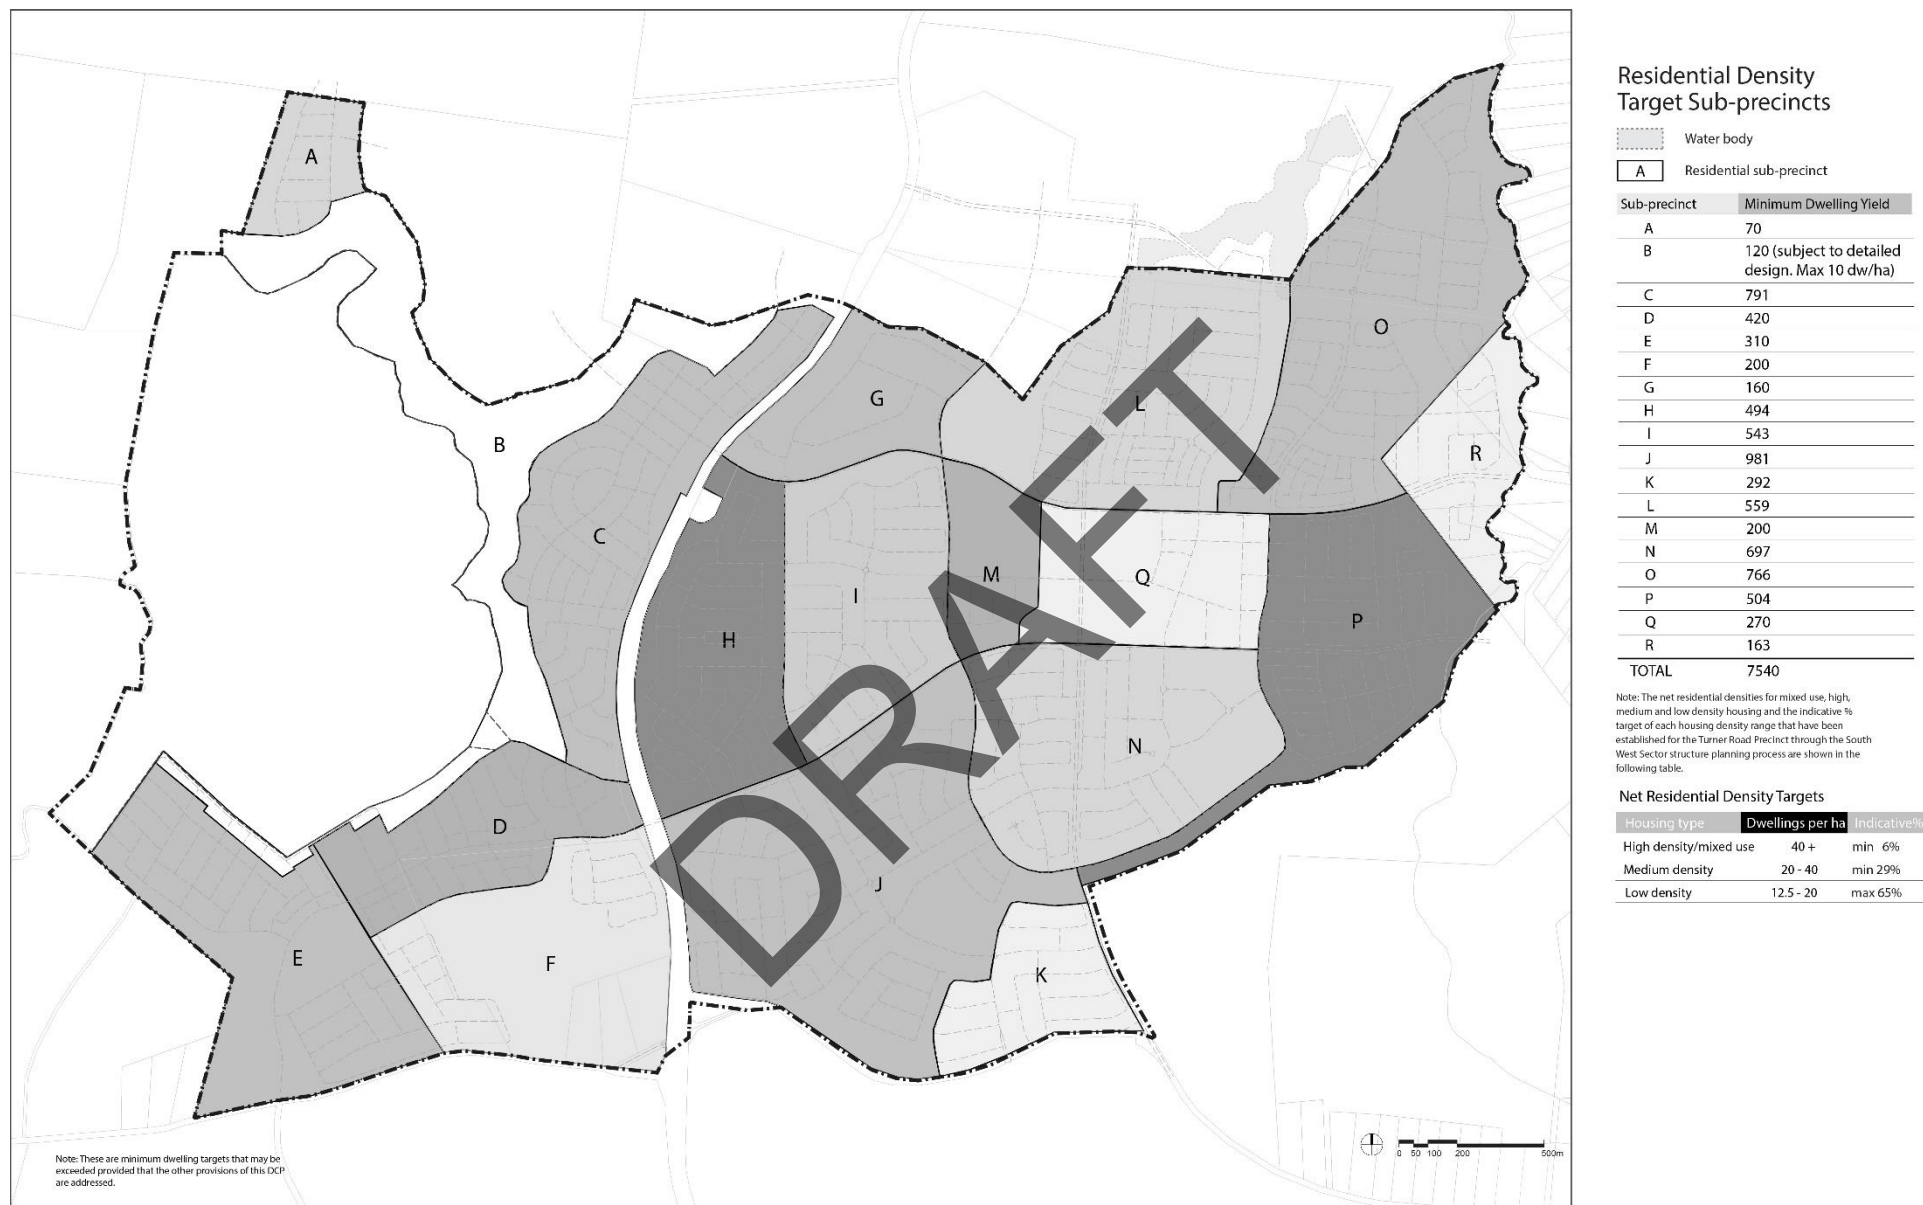 Residential Density
Target Sub-precincts
Water body
A Residential sub-precinct
Sub-precinct Minimum Dwelling Yield
A 70
B 120 (subject to detailed
design. Max 10 dw/ha)
C 791
D 420
E 310
F 200
G 160
H 494
I 543
J 981
K 292
L 559
M 200
N 697
O 766
P 504
Q 270
R 163
TOTAL 7540
Note: The net residential densities for mixed use, high,
medium and low density housing and the indicative %
target of each housing density range that have been
established for the Turner Road Precinct through the South
West Sector structure planning process are shown in the
following table.
Net Residential Density Targets
Housing type Dwellings per ha Indicative%
High density/mixed use 40 + min 6%
Medium density 20 - 40 min 29%
Low density 12.5 - 20 max 65%
A
O
G
L
B
R
C
M
Q
I
P
H
N
D
J
E
F
K
DRAFT
0 50 100 200 500m
Note: These are minimum dwelling targets that may be
exceeded provided that the other provisions of this DCP
are addressed.